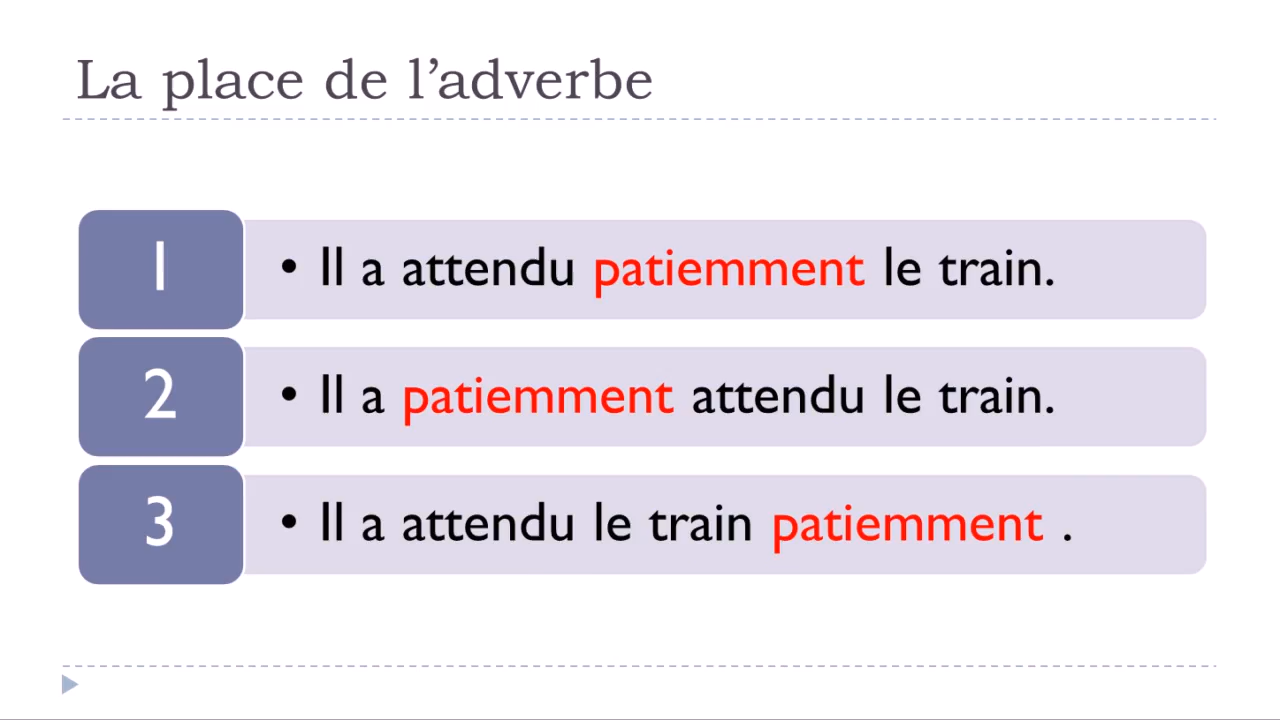 La place de l’adverbe
1
• Il a attendu patiemment le train.
2
• Il a patiemment attendu le train.
3
• Il a attendu le train patiemment .